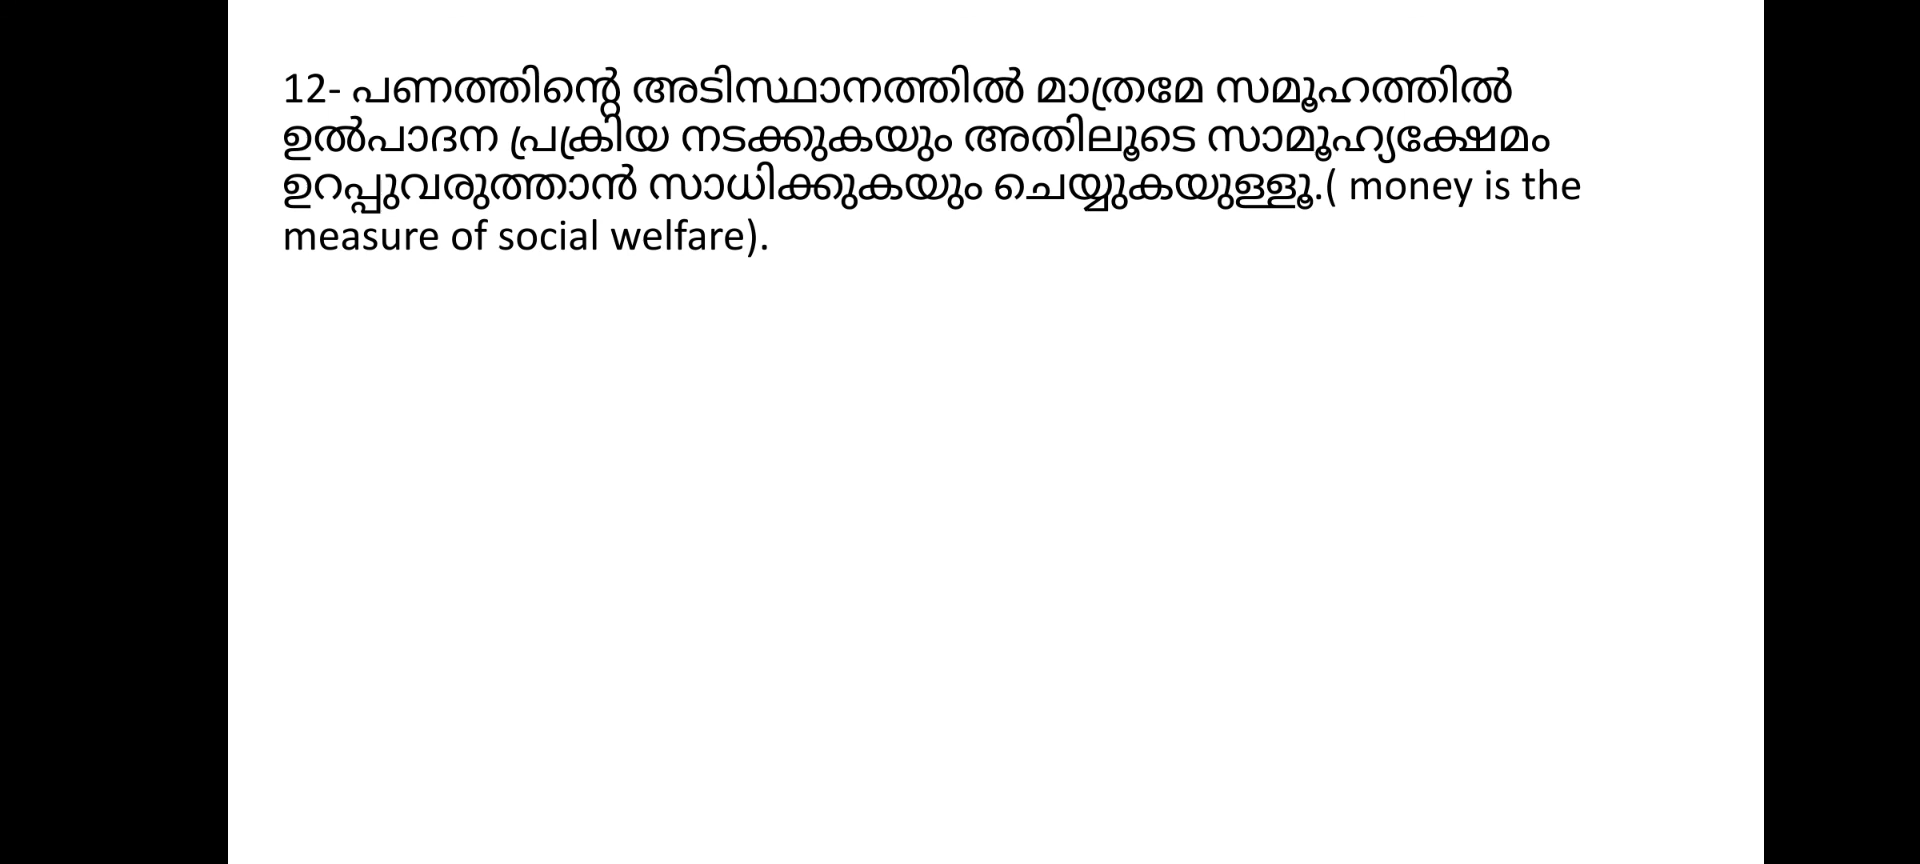 12- പണത്തിന്റെ അടിസ്ഥാനത്തിൽ മാത്രമേ സമൂഹത്തിൽ
ഉൽപാദന പ്രക്രിയ നടക്കുകയും അതിലൂടെ സാമൂഹ്യക്ഷേമം
ഉറപ്പുവരുത്താൻ സാധിക്കുകയും ചെയ്യുകയുള്ളൂ.( money is the
measure of social welfare).